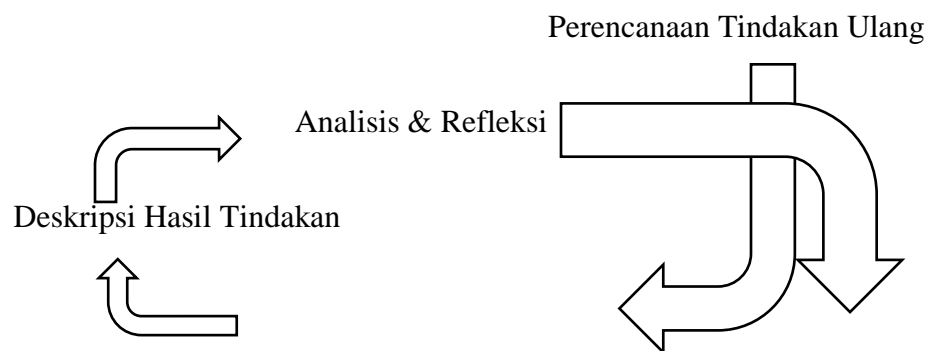 Perencanaan Tindakan Ulang
Analisis & Refleksi
Deskripsi Hasil Tindakan